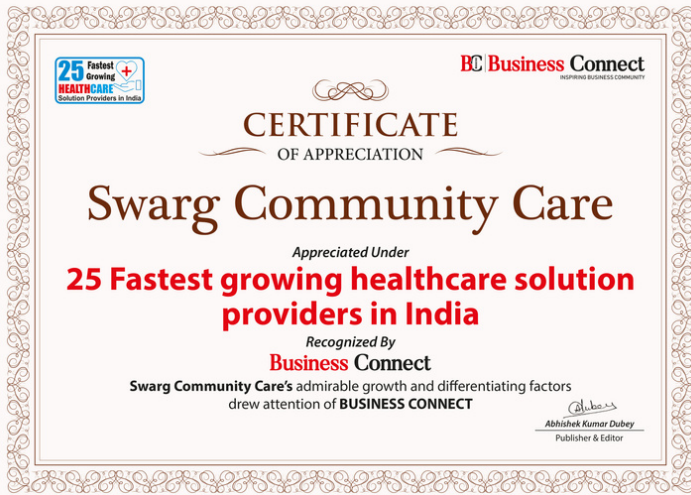 25 Fastest
Growing
HEALTHCARE
Solution Providers in India
BC Business Connect
INSPIRING BUSINESS COMMUNITY
CERTIFICATE
OF APPRECIATION
Swarg Community Care
Appreciated Under
25 Fastest growing healthcare solution
providers in India
Recognized By
Business Connect
Swarg Community Care's admirable growth and differentiating factors
drew attention of BUSINESS CONNECT
Abhishek Kumar Dubey
Publisher & Editor